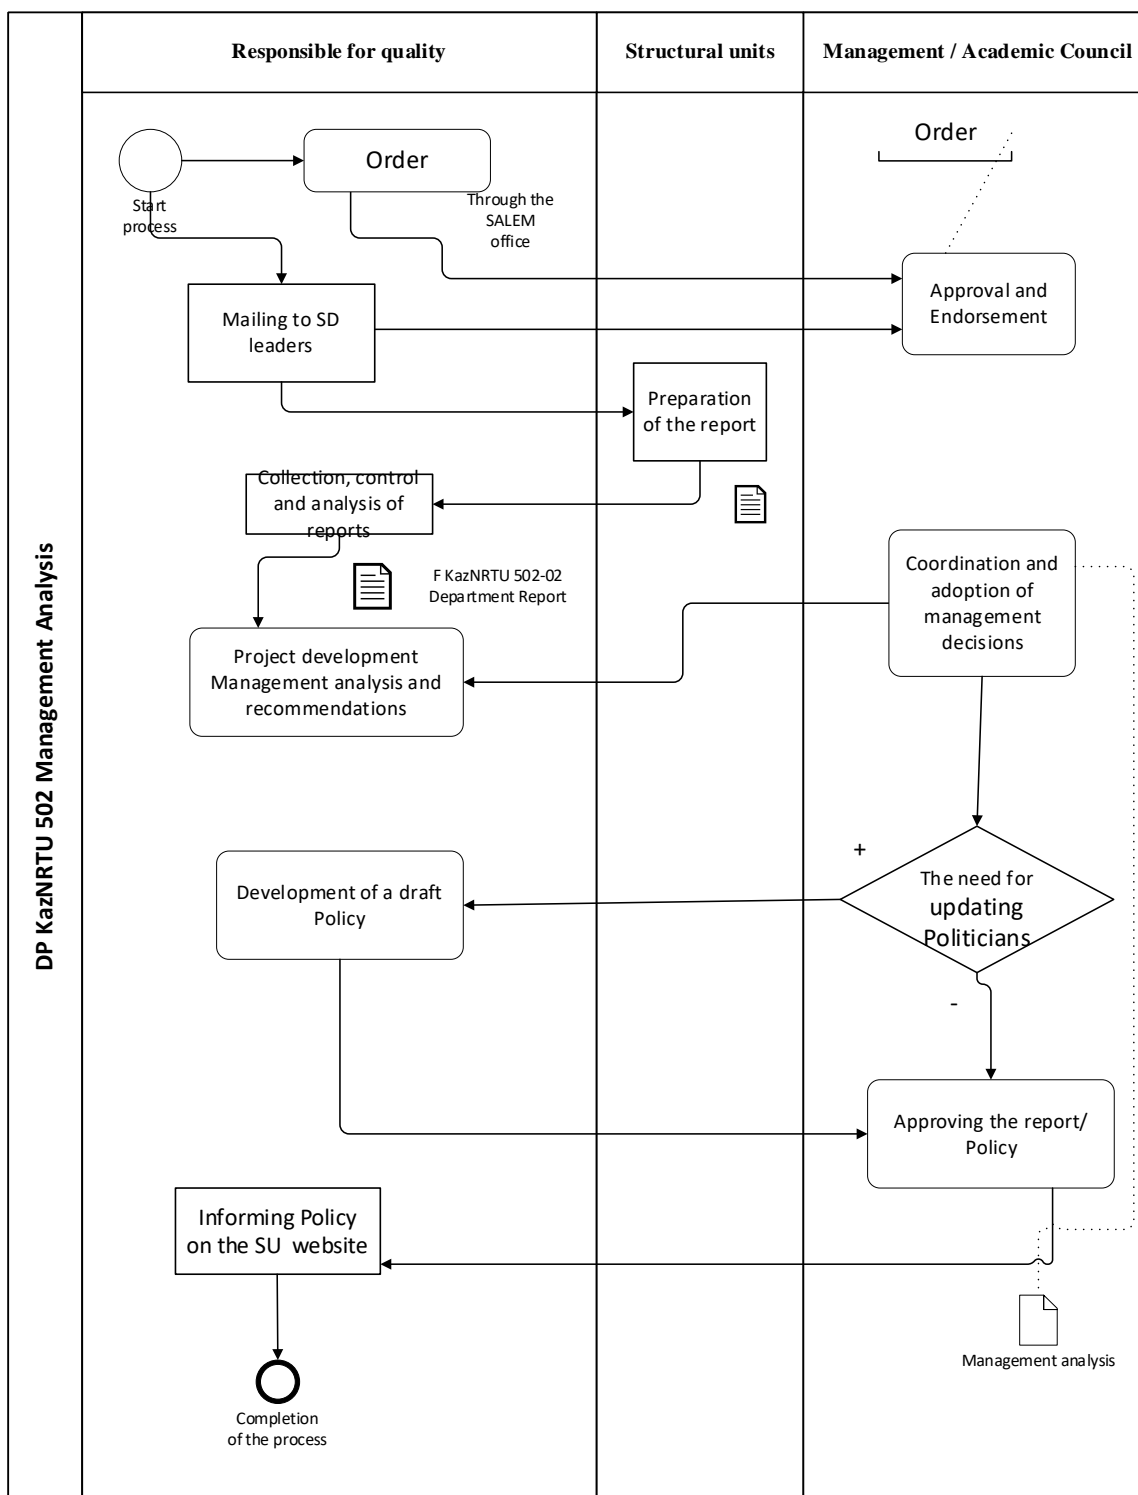 DP KazNRTU 502 Management Analysis
Responsible for quality
Structural units
Management / Academic Council
Start
process
Order
Through the
SALEM
office
Order
Approval and
Endorsement
Mailing to SD
leaders
Preparation
of the report
Collection, control
and analysis of
reports
F KazNRTU 502-02
Department Report
Coordination and
adoption of
management
decisions
Project development
Management analysis and
recommendations
+
The need for
updating
Politicians
Development of a draft
Policy
-
Approving the report/
Policy
Informing Policy
on the SU website
Management analysis
Completion
of the process